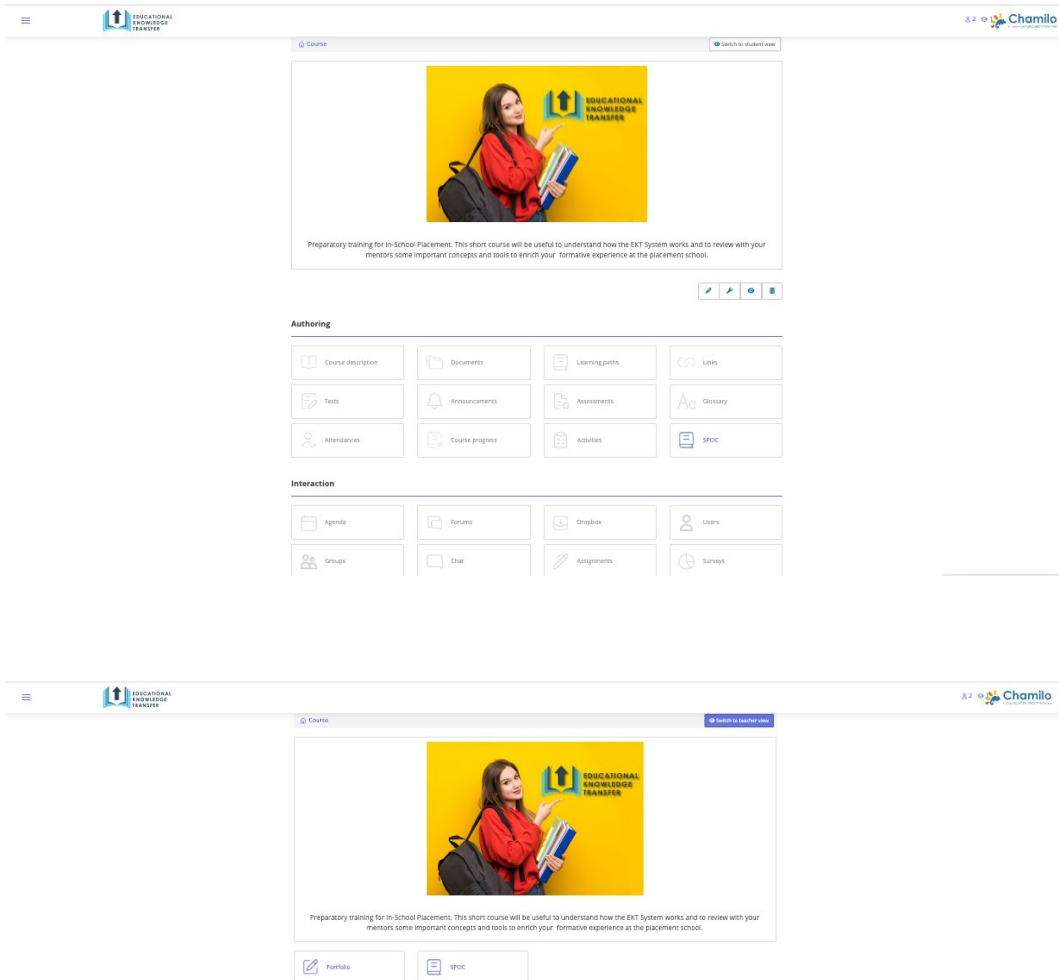 EDUCATIONAL
KNOWLEDGE
TRANSFER
2
Chamilo
Course
Switch to student view
EDUCATIONAL
KNOWLEDGE
TRANSFER
Preparatory training for In-School Placement. This short course will be useful to understand how the EKT System works and to review with your
mentors some important concepts and tools to enrich your formative experience at the placement school.
Authoring
Course description
Documents
Learning paths
Links
Tests
Announcements
Assessments
Glossary
Attendances
Course progress
Activities
SPOC
Interaction
Agenda
Forums
Dropbox
Users
Groups
Chat
Assignments
Surveys
EDUCATIONAL
KNOWLEDGE
TRANSFER
2
Chamilo
Course
Switch to teacher view
EDUCATIONAL
KNOWLEDGE
TRANSFER
Preparatory training for In-School Placement. This short course will be useful to understand how the EKT System works and to review with your
mentors some important concepts and tools to enrich your formative experience at the placement school.
Portfolio
SPOC